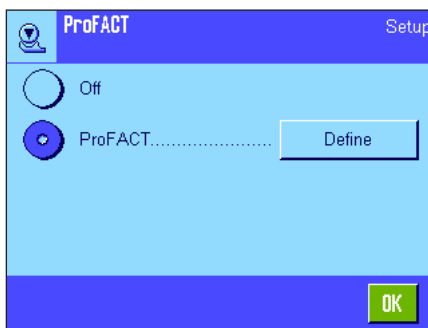 ProFACT Setup
Off
ProFACT....................... Define
OK